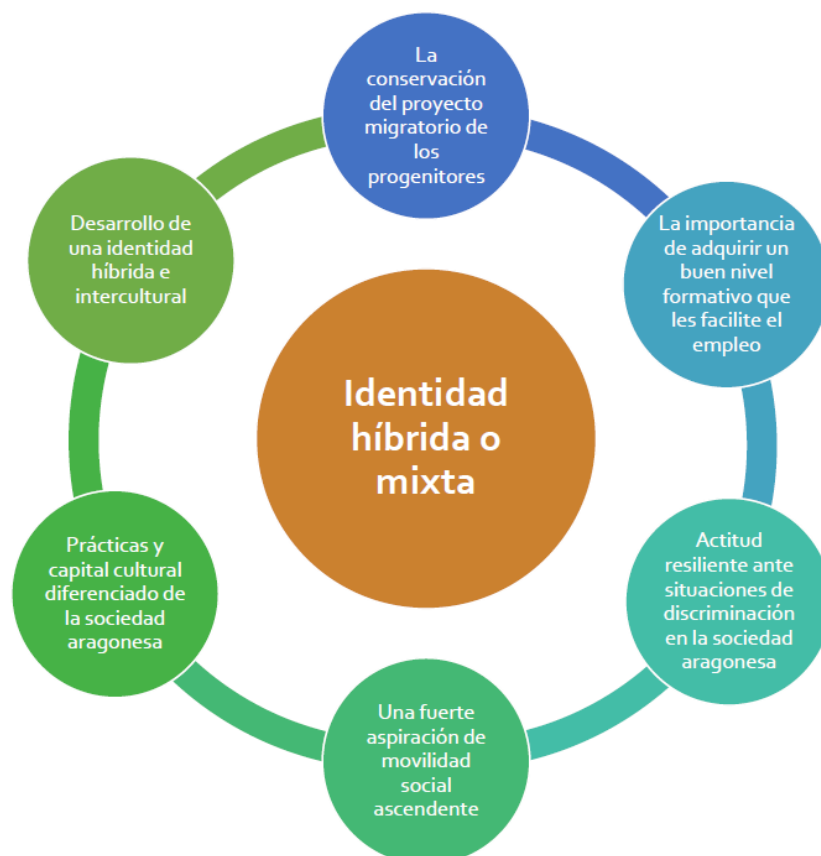 La
conservación
del proyecto
migratorio de
los
progenitores
La importancia
de adquirir un
buen nivel
formativo que
les facilite el
empleo
Actitud
resiliente ante
situaciones de
discriminación
en la sociedad
aragonesa
Una fuerte
aspiración de
movilidad
social
ascendente
Prácticas y
capital cultural
diferenciado de
la sociedad
aragonesa
Desarrollo de
una identidad
híbrida e
intercultural
Identidad
híbrida o
mixta